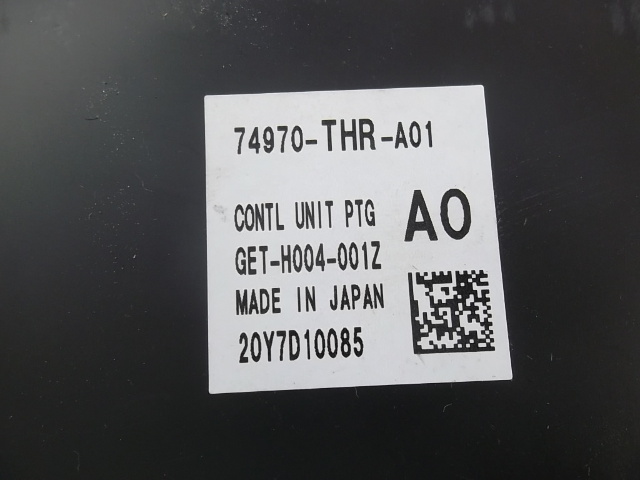 74970-THR-A01
CONTL UNIT PTG
A0
GET-H004-001Z
MADE IN JAPAN
20Y7D10085